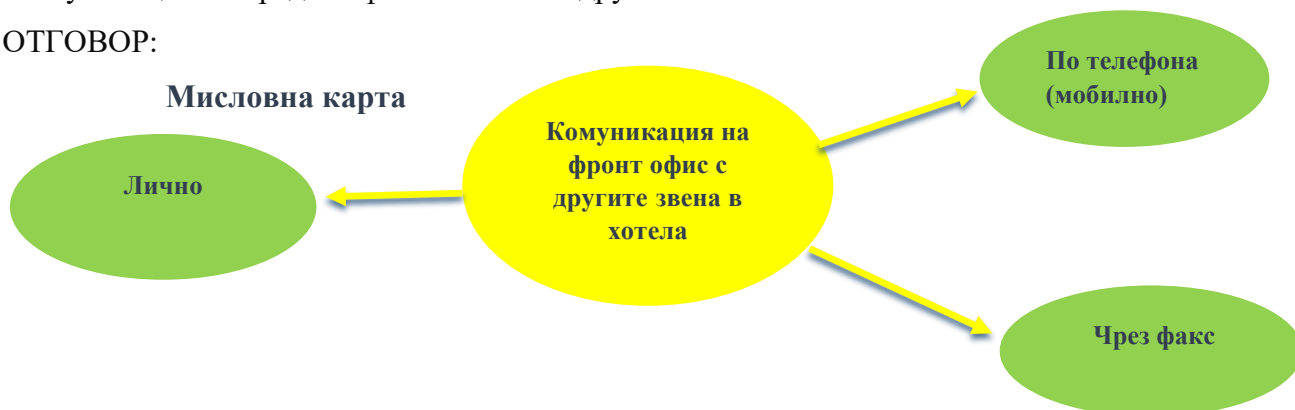 ОТГОВОР:
Мисловна карта
Лично
Комуникация на
фронт офис с
другите звена в
хотела
По телефона
(мобилно)
Чрез факс